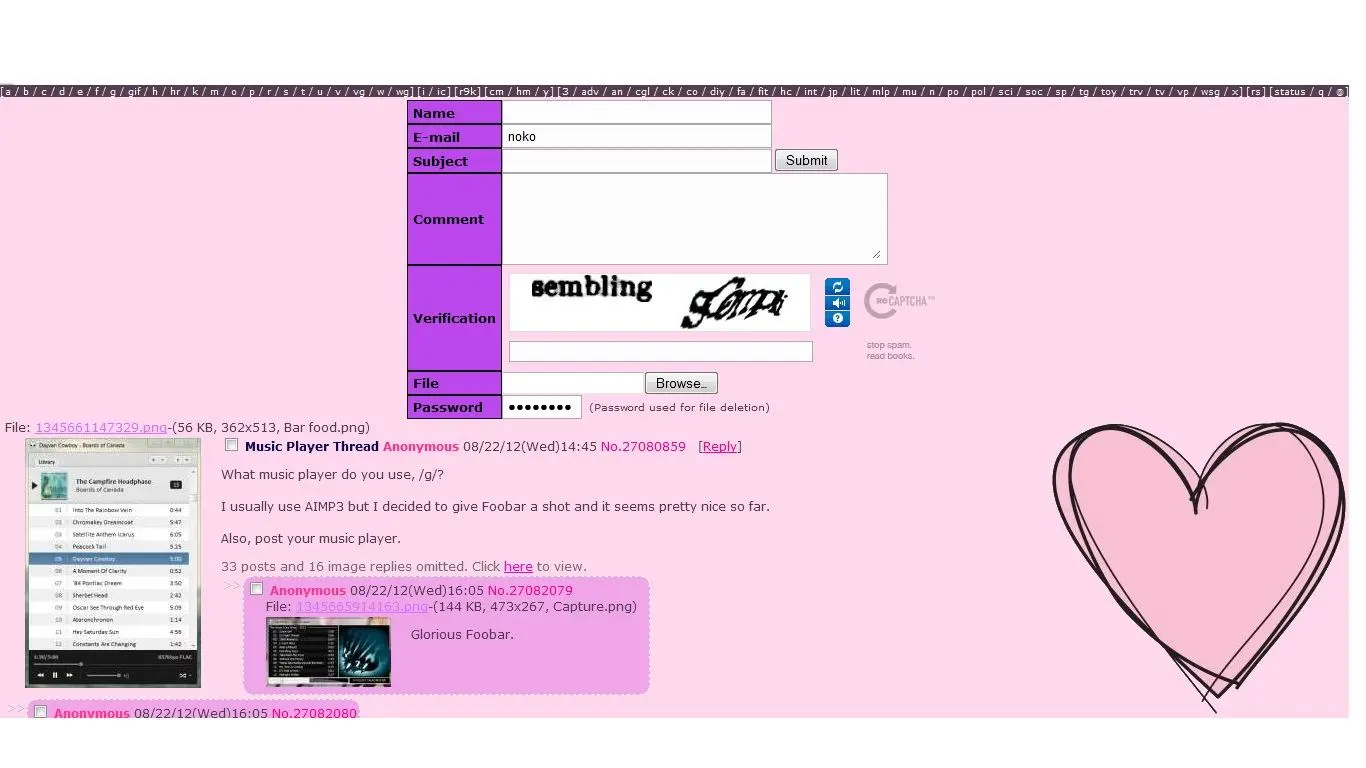 [a / b / c / d / e / f / g / gif / h / hr / k / m / o / p / r / s / t / u / v / vg / w / wg] [i / ic] [r9k] [cm / hm / y] [3 / adv / an / cgl / ck / co / diy / fa / fit / hc / int / jp / lit / mlp / mu / n / po / pol / sci / soc / sp / tg / toy / trv / tv / vp / wsg / x] [rs] [status / q / @]
Name
E-mail noko
Subject Submit
Comment
sembling
Verification
reCAPTCHA™
stop spam.
read books.
File Browse…
Password ●●●●●●●● (Password used for file deletion)
File: 1345661147329.png-(56 KB, 362x513, Bar food.png)
Music Player Thread Anonymous 08/22/12(Wed)14:45 No.27080859 [Reply]
What music player do you use, /g/?
I usually use AIMP3 but I decided to give Foobar a shot and it seems pretty nice so far.
Also, post your music player.
33 posts and 16 image replies omitted. Click here to view.
Dayvan Cowboy - Boards of Canada
Library
The Campfire Headphase
Boards of Canada
15
01 Into The Rainbow Vein 0:44
02 Chromakey Dreamcoat 5:47
03 Satellite Anthem Icarus 6:05
04 Peacock Tail 5:25
05 Dayvan Cowboy 5:00
06 A Moment Of Clarity 0:52
07 '84 Pontiac Dream 3:50
08 Sherbet Head 2:42
09 Oscar See Through Red Eye 5:09
10 Ataronchronon 1:14
11 Hey Saturday Sun 4:56
12 Constants Are Changing 1:42
>> Anonymous 08/22/12(Wed)16:05 No.27082079
File: 1345665914163.png-(144 KB, 473x267, Capture.png)
Glorious Foobar.
>> Anonymous 08/22/12(Wed)16:05 No.27082080